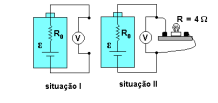 R = 4 Ω
R₀
V
ε
R₀
V
ε
situação I
situação II